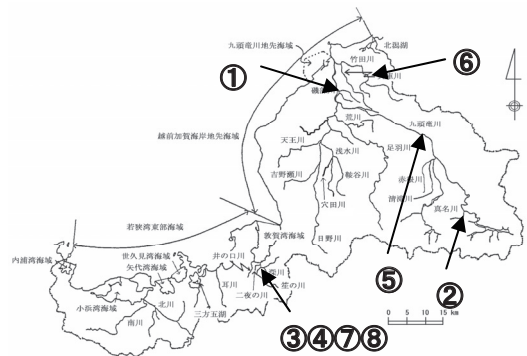 九頭竜川地先海域
北潟湖
竹田川
⑥
①
磯部川
荒川
九頭竜川
越前加賀海岸地先海域
天王川
浅水川
足羽川
吉野瀬川
鞍谷川
赤根川
清滝川
真名川
穴田川
若狭湾東部海域
日野川
敦賀湾海域
内浦湾海域
世久見湾海域
矢代湾海域
井の口川
⑤
②
小浜湾海域
北川
耳川
笙の川
二夜の川
南川
三方五湖
③④⑦⑧
0 5 10 15 km